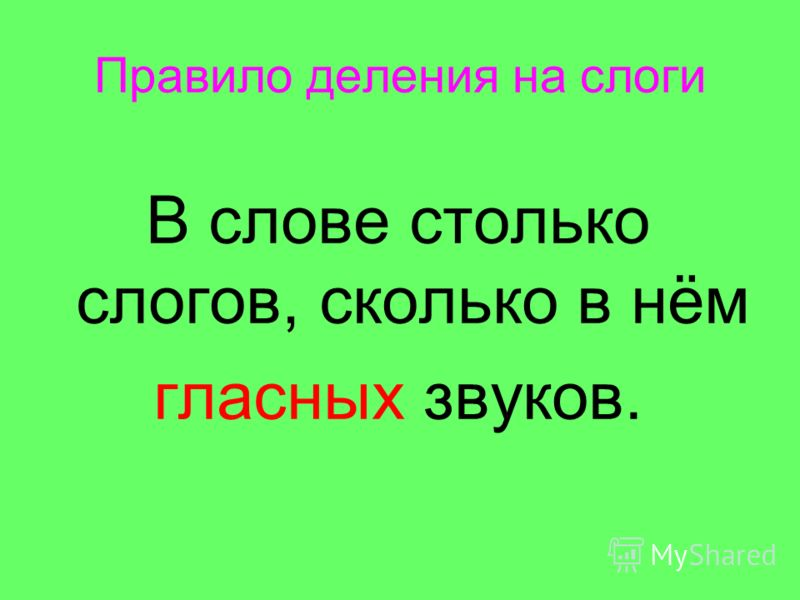 Правило деления на слоги
В слове столько
слогов, сколько в нём
гласных звуков.
MyShared